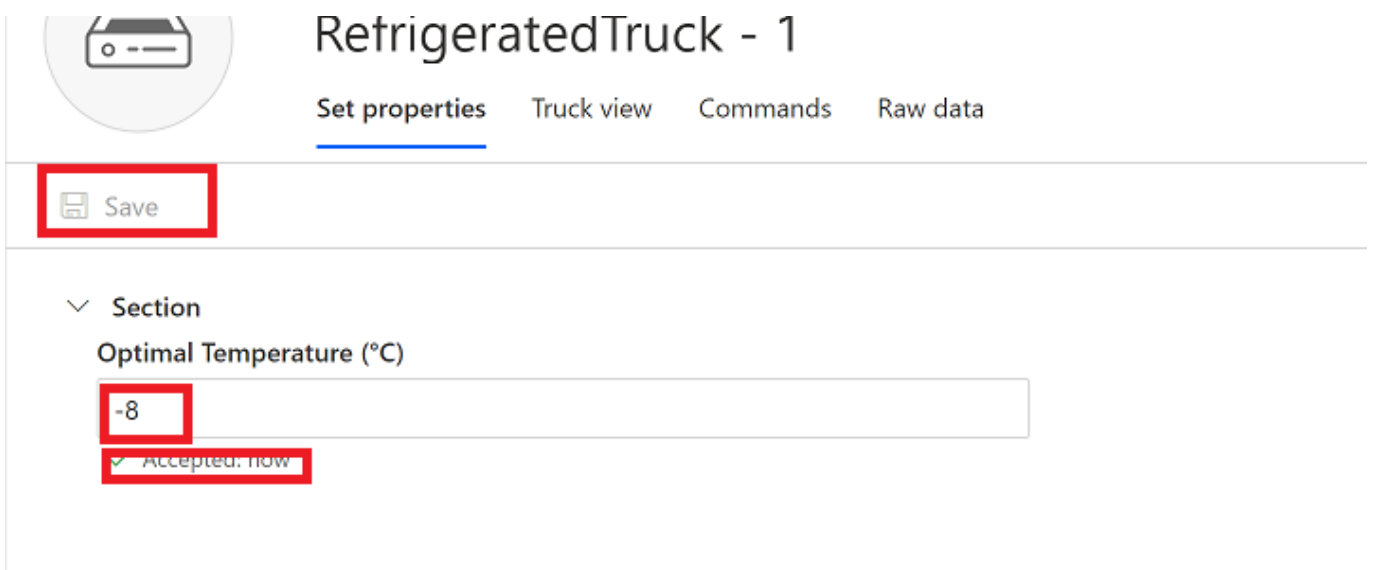 RefrigeratedTruck - 1
Set properties Truck view Commands Raw data
Save
Section
Optimal Temperature (°C)
-8
Accepted: now